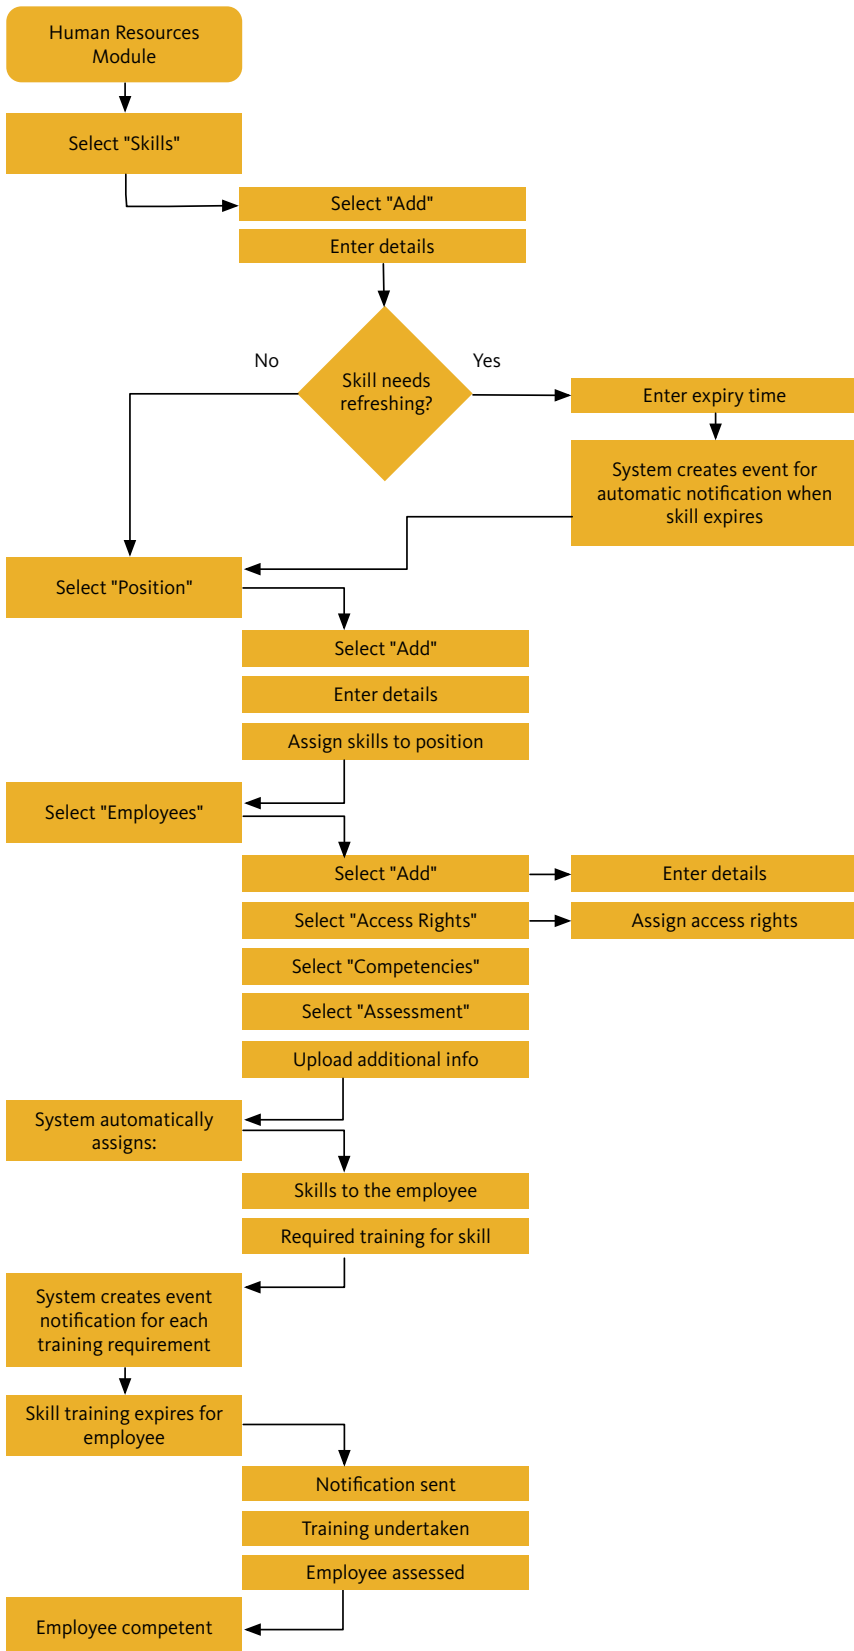 Human Resources
Module
Select "Skills"
Select "Add"
Enter details
No
Yes
Skill needs
refreshing?
Enter expiry time
System creates event for
automatic notification when
skill expires
Select "Position"
Select "Add"
Enter details
Assign skills to position
Select "Employees"
Select "Add"
Enter details
Select "Access Rights"
Assign access rights
Select "Competencies"
Select "Assessment"
Upload additional info
System automatically
assigns:
Skills to the employee
Required training for skill
System creates event
notification for each
training requirement
Skill training expires for
employee
Notification sent
Training undertaken
Employee assessed
Employee competent